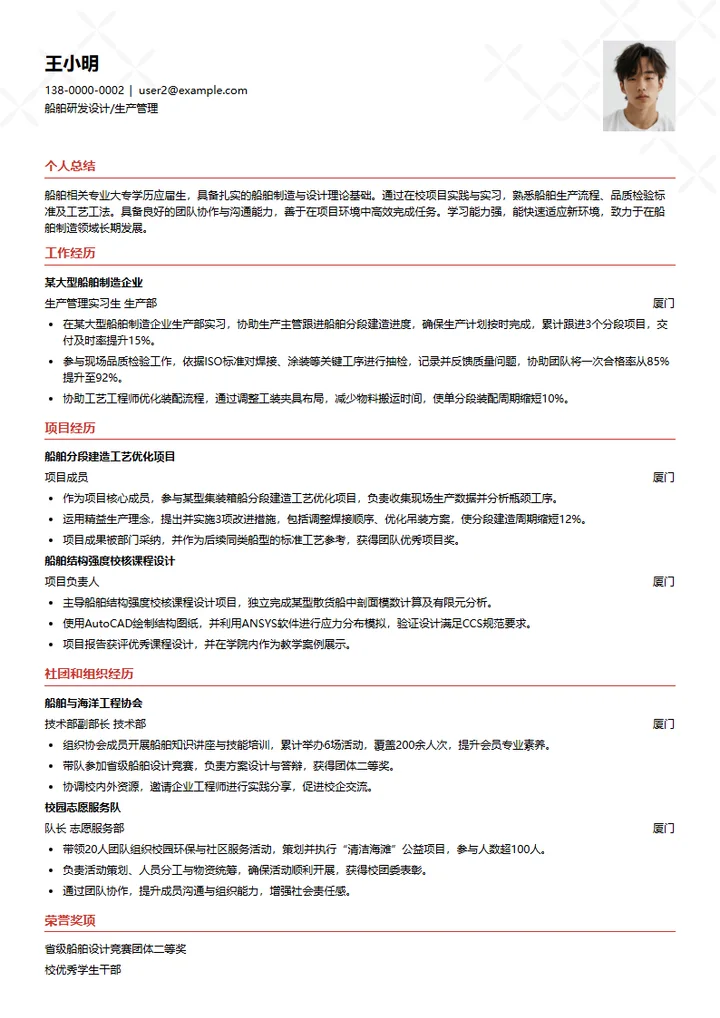 王小明
138-0000-0002 | user2@example.com
船舶研发设计/生产管理
个人总结
船舶相关专业大专学历应届生，具备扎实的船舶制造与设计理论基础。通过在校项目实践与实习，熟悉船舶生产流程、品质检验标
准及工艺工法。具备良好的团队协作与沟通能力，善于在项目环境中高效完成任务。学习能力强，能快速适应新环境，致力于在船
舶制造领域长期发展。
工作经历
某大型船舶制造企业
生产管理实习生 生产部 厦门
• 在某大型船舶制造企业生产部实习，协助生产主管跟进船舶分段建造进度，确保生产计划按时完成，累计跟进3个分段项目，交
付及时率提升15%。
• 参与现场品质检验工作，依据ISO标准对焊接、涂装等关键工序进行抽检，记录并反馈质量问题，协助团队将一次合格率从85%
提升至92%。
• 协助工艺工程师优化装配流程，通过调整工装夹具布局，减少物料搬运时间，使单分段装配周期缩短10%。
项目经历
船舶分段建造工艺优化项目
项目成员 厦门
• 作为项目核心成员，参与某型集装箱船分段建造工艺优化项目，负责收集现场生产数据并分析瓶颈工序。
• 运用精益生产理念，提出并实施3项改进措施，包括调整焊接顺序、优化吊装方案，使分段建造周期缩短12%。
• 项目成果被部门采纳，并作为后续同类船型的标准工艺参考，获得团队优秀项目奖。
船舶结构强度校核课程设计
项目负责人 厦门
• 主导船舶结构强度校核课程设计项目，独立完成某型散货船中剖面模数计算及有限元分析。
• 使用AutoCAD绘制结构图纸，并利用ANSYS软件进行应力分布模拟，验证设计满足CCS规范要求。
• 项目报告获评优秀课程设计，并在学院内作为教学案例展示。
社团和组织经历
船舶与海洋工程协会
技术部副部长 技术部 厦门
• 组织协会成员开展船舶知识讲座与技能培训，累计举办6场活动，覆盖200余人次，提升会员专业素养。
• 带队参加省级船舶设计竞赛，负责方案设计与答辩，获得团体二等奖。
• 协调校内外资源，邀请企业工程师进行实践分享，促进校企交流。
校园志愿服务队
队长 志愿服务部 厦门
• 带领20人团队组织校园环保与社区服务活动，策划并执行“清洁海滩”公益项目，参与人数超100人。
• 负责活动策划、人员分工与物资统筹，确保活动顺利开展，获得校团委表彰。
• 通过团队协作，提升成员沟通与组织能力，增强社会责任感。
荣誉奖项
省级船舶设计竞赛团体二等奖
校优秀学生干部